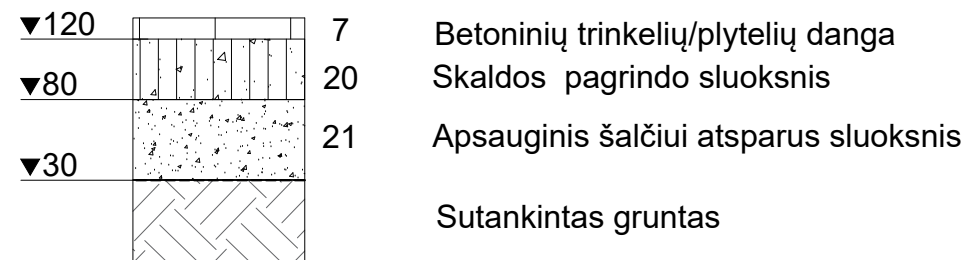 ▼120 7 Betoninių trinkelių/plytelių danga
▼80 20 Skaldos pagrindo sluoksnis
21 Apsauginis šalčiui atsparus sluoksnis
▼30
Sutankintas gruntas